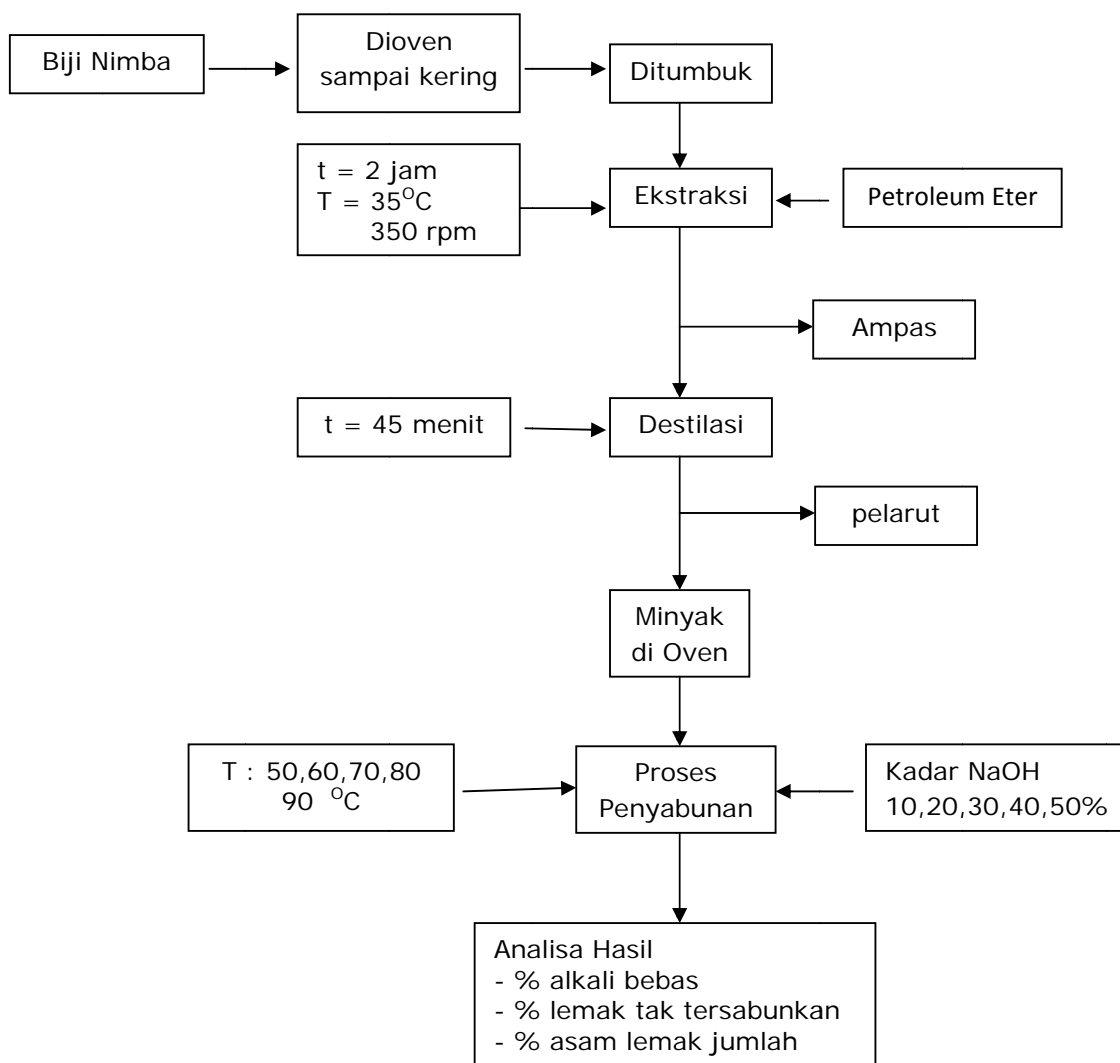 Biji Nimba
Dioven
sampai kering
Ditumbuk
t = 2 jam
T = 35ᴼC
350 rpm
Ekstraksi
Petroleum Eter
Ampas
t = 45 menit
Destilasi
pelarut
Minyak
di Oven
T : 50,60,70,80
90 ᴼC
Proses
Penyabunan
Kadar NaOH
10,20,30,40,50%
Analisa Hasil
- % alkali bebas
- % lemak tak tersabunkan
- % asam lemak jumlah